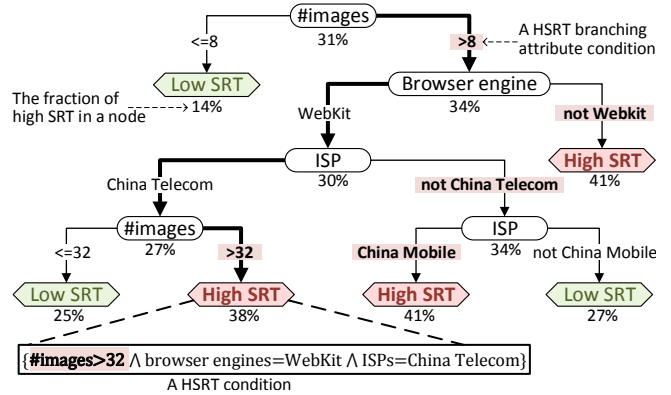 #images
31%
<=8
>8
A HSRT branching
attribute condition
Low SRT
14%
The fraction of
high SRT in a node
Browser engine
34%
WebKit
not Webkit
ISP
30%
High SRT
41%
China Telecom
not China Telecom
#images
27%
ISP
34%
<=32
>32
China Mobile
not China Mobile
Low SRT
25%
High SRT
38%
High SRT
41%
Low SRT
27%
{#images>32 ∧ browser engines=WebKit ∧ ISPs=China Telecom}
A HSRT condition